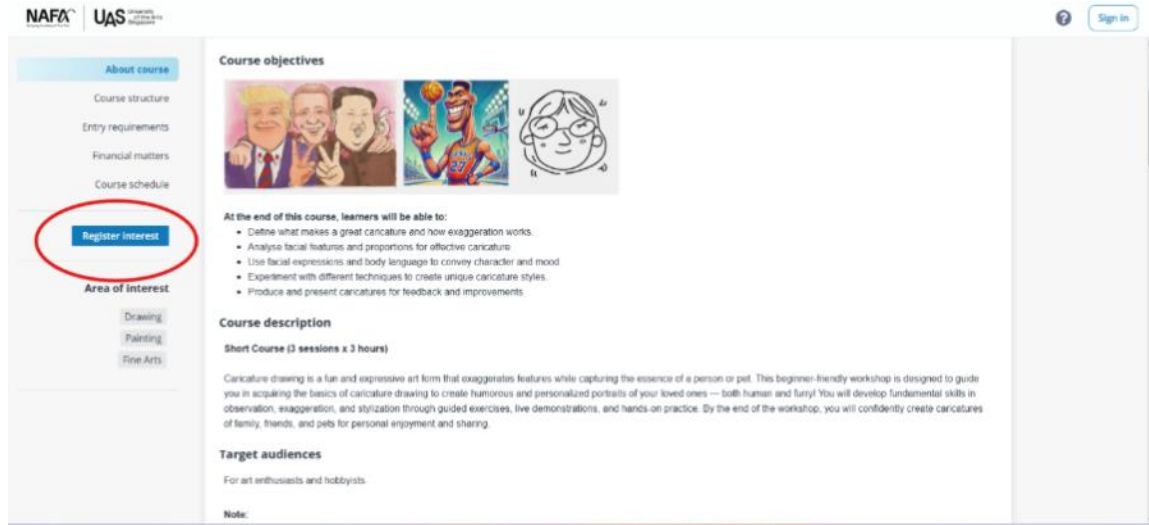 NAFA UAS University of the Arts Singapore
Sign in
About course
Course structure
Entry requirements
Financial matters
Course schedule
Register interest
Area of interest
Drawing
Painting
Fine Arts
Course objectives
27
At the end of this course, learners will be able to:
• Define what makes a great caricature and how exaggeration works.
• Analyse facial features and proportions for effective caricature
• Use facial expressions and body language to convey character and mood
• Experiment with different techniques to create unique caricature styles.
• Produce and present caricatures for feedback and improvements
Course description
Short Course (3 sessions x 3 hours)
Caricature drawing is a fun and expressive art form that exaggerates features while capturing the essence of a person or pet. This beginner-friendly workshop is designed to guide
you in acquiring the basics of caricature drawing to create humorous and personalized portraits of your loved ones — both human and furry! You will develop fundamental skills in
observation, exaggeration, and stylization through guided exercises, live demonstrations, and hands-on practice. By the end of the workshop, you will confidently create caricatures
of family, friends, and pets for personal enjoyment and sharing.
Target audiences
For art enthusiasts and hobbyists.
Note: